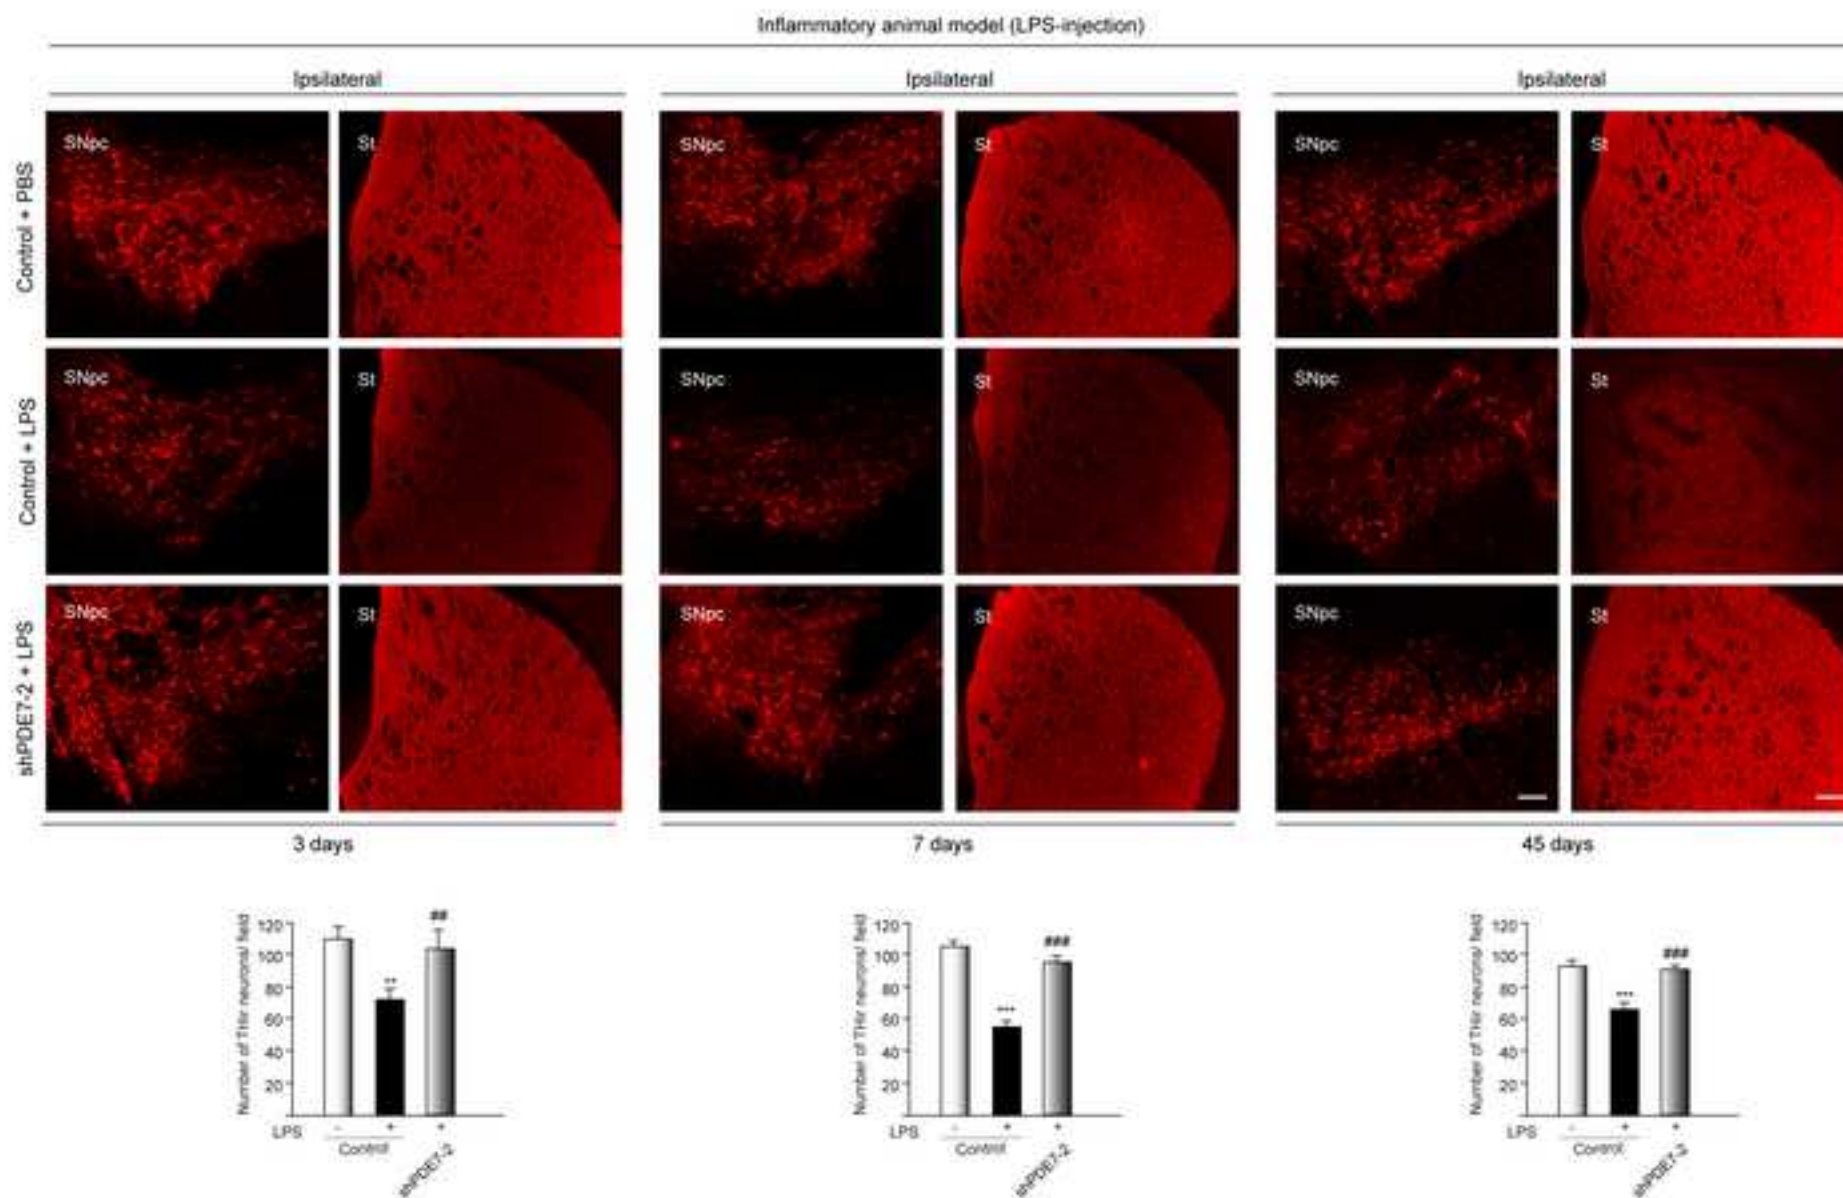 Inflammatory animal model (LPS-injection)
Ipsilateral Ipsilateral Ipsilateral
Control + PBS
SNpc St SNpc St SNpc St
Control + LPS
SNpc St SNpc St SNpc St
shPDE7-2 + LPS
SNpc St SNpc St SNpc St
3 days 7 days 45 days
Number of THir neurons/ field
120
100
80
60
40
20
**
##
LPS - + +
Control
shPDE7-2
Number of THir neurons/ field
120
100
80
60
40
20
***
###
LPS - + +
Control
shPDE7-2
Number of THir neurons/ field
120
100
80
60
40
20
***
###
LPS - + +
Control
shPDE7-2